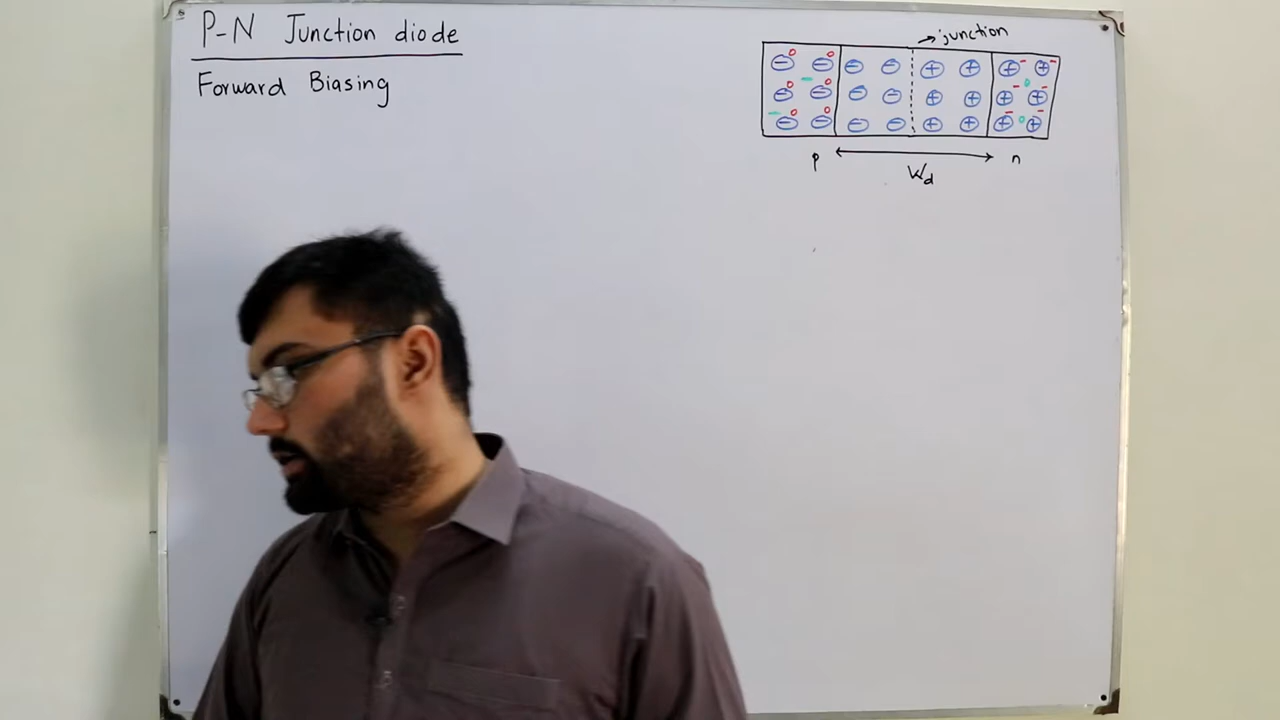 P-N Junction diode
Forward Biasing
→ junction
p
n
Wd